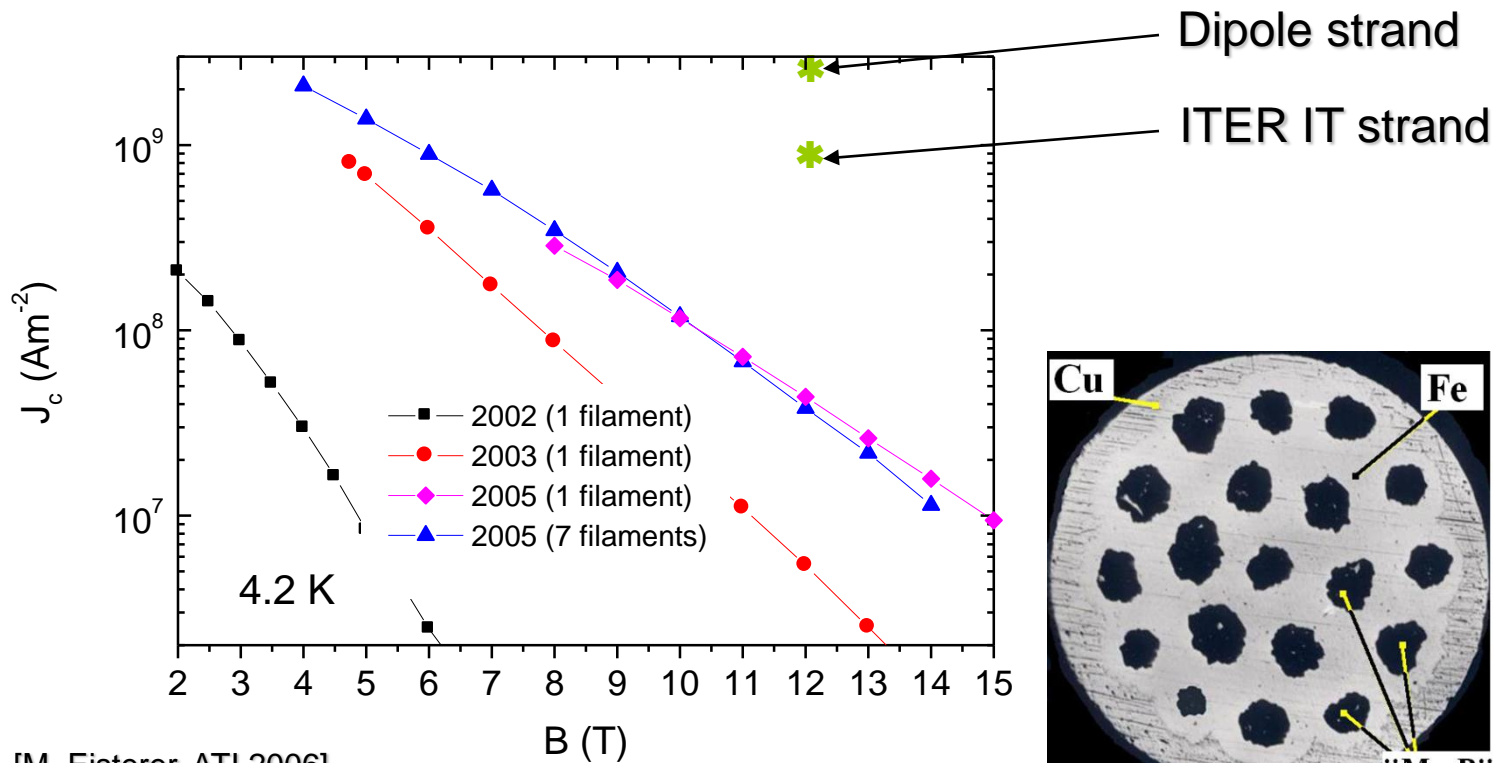 Dipole strand
ITER IT strand
10⁹
10⁸
10⁷
J_c (Am⁻²)
2002 (1 filament)
2003 (1 filament)
2005 (1 filament)
2005 (7 filaments)
4.2 K
2 3 4 5 6 7 8 9 10 11 12 13 14 15
B (T)
Cu
Fe